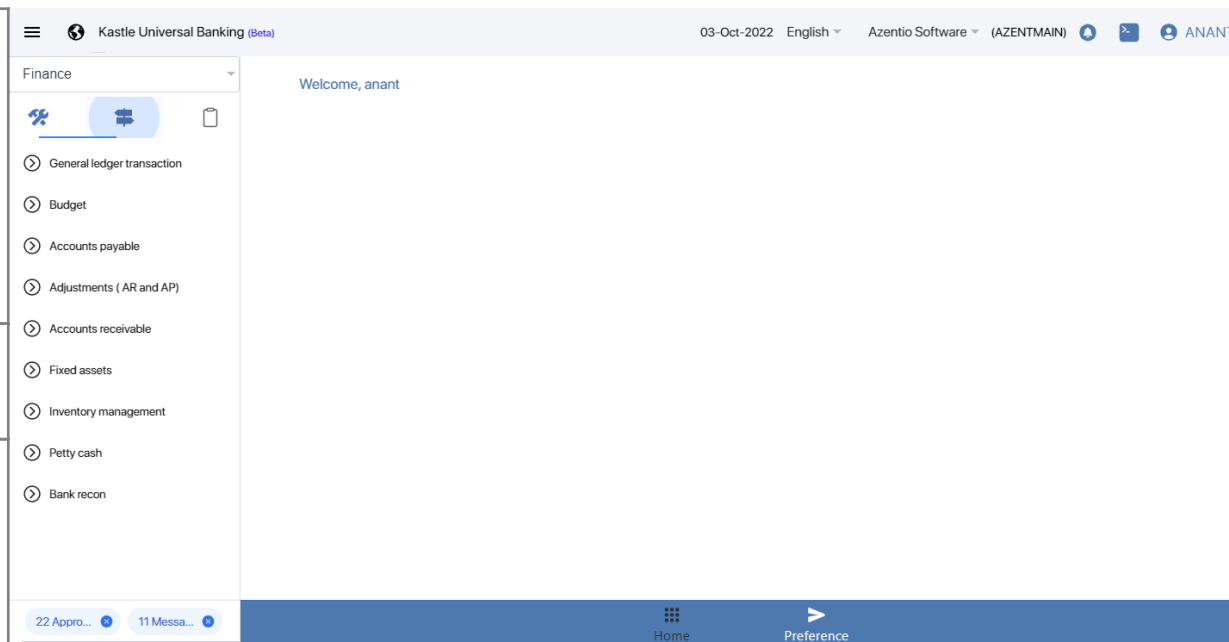 Kastle Universal Banking (Beta)
03-Oct-2022 English Azentio Software (AZENTMAIN) ANANT
Finance
Welcome, anant
General ledger transaction
Budget
Accounts payable
Adjustments ( AR and AP)
Accounts receivable
Fixed assets
Inventory management
Petty cash
Bank recon
22 Appro... 11 Messa...
Home Preference